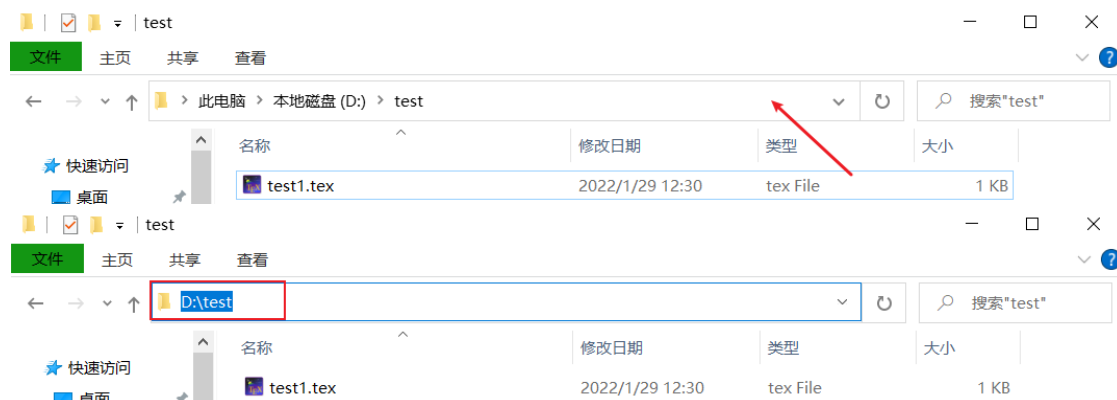 test
文件 主页 共享 查看
此电脑 本地磁盘 (D:) test 搜索"test"
名称 修改日期 类型 大小
快速访问
test1.tex 2022/1/29 12:30 tex File 1 KB
桌面
test
文件 主页 共享 查看
D:\test 搜索"test"
名称 修改日期 类型 大小
快速访问
test1.tex 2022/1/29 12:30 tex File 1 KB
桌面